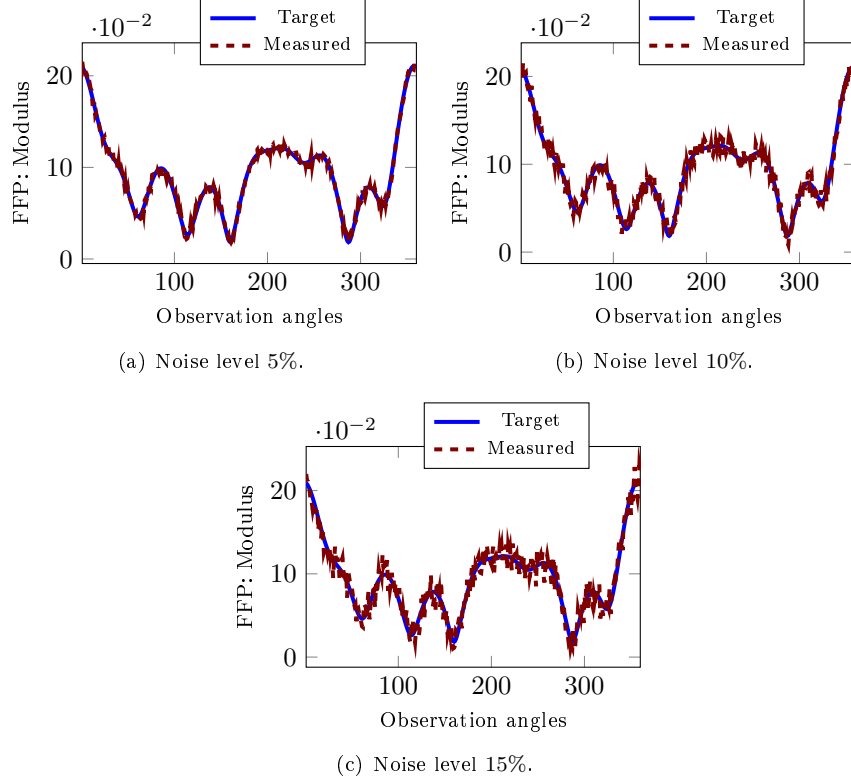 Target
Measured
·10−2
20
10
0
FFP: Modulus
100 200 300
Observation angles
(a) Noise level 5%.
Target
Measured
·10−2
20
10
0
FFP: Modulus
100 200 300
Observation angles
(b) Noise level 10%.
Target
Measured
·10−2
20
10
0
FFP: Modulus
100 200 300
Observation angles
(c) Noise level 15%.